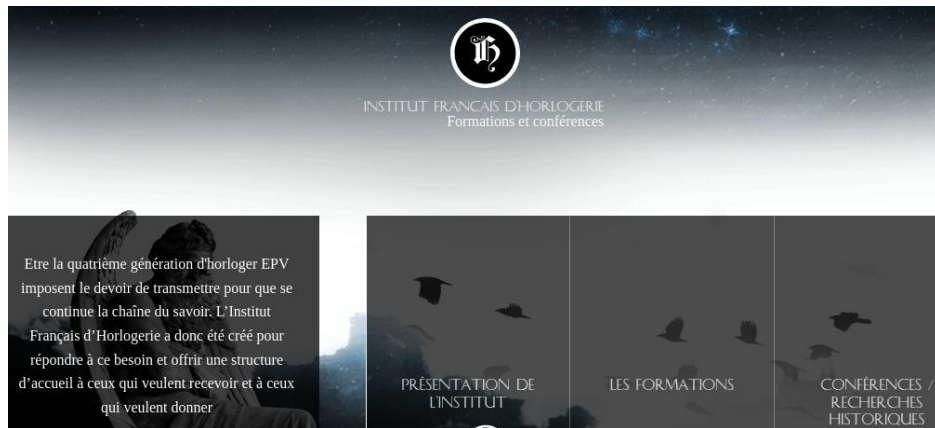 INSTITUT FRANCAIS D'HORLOGERIE
Formations et conférences
Etre la quatrième génération d'horloger EPV
imposent le devoir de transmettre pour que se
continue la chaîne du savoir. L'Institut
Français d'Horlogerie a donc été créé pour
répondre à ce besoin et offrir une structure
d'accueil à ceux qui veulent recevoir et à ceux
qui veulent donner
PRÉSENTATION DE
L'INSTITUT
LES FORMATIONS
CONFÉRENCES /
RECHERCHES
HISTORIQUES